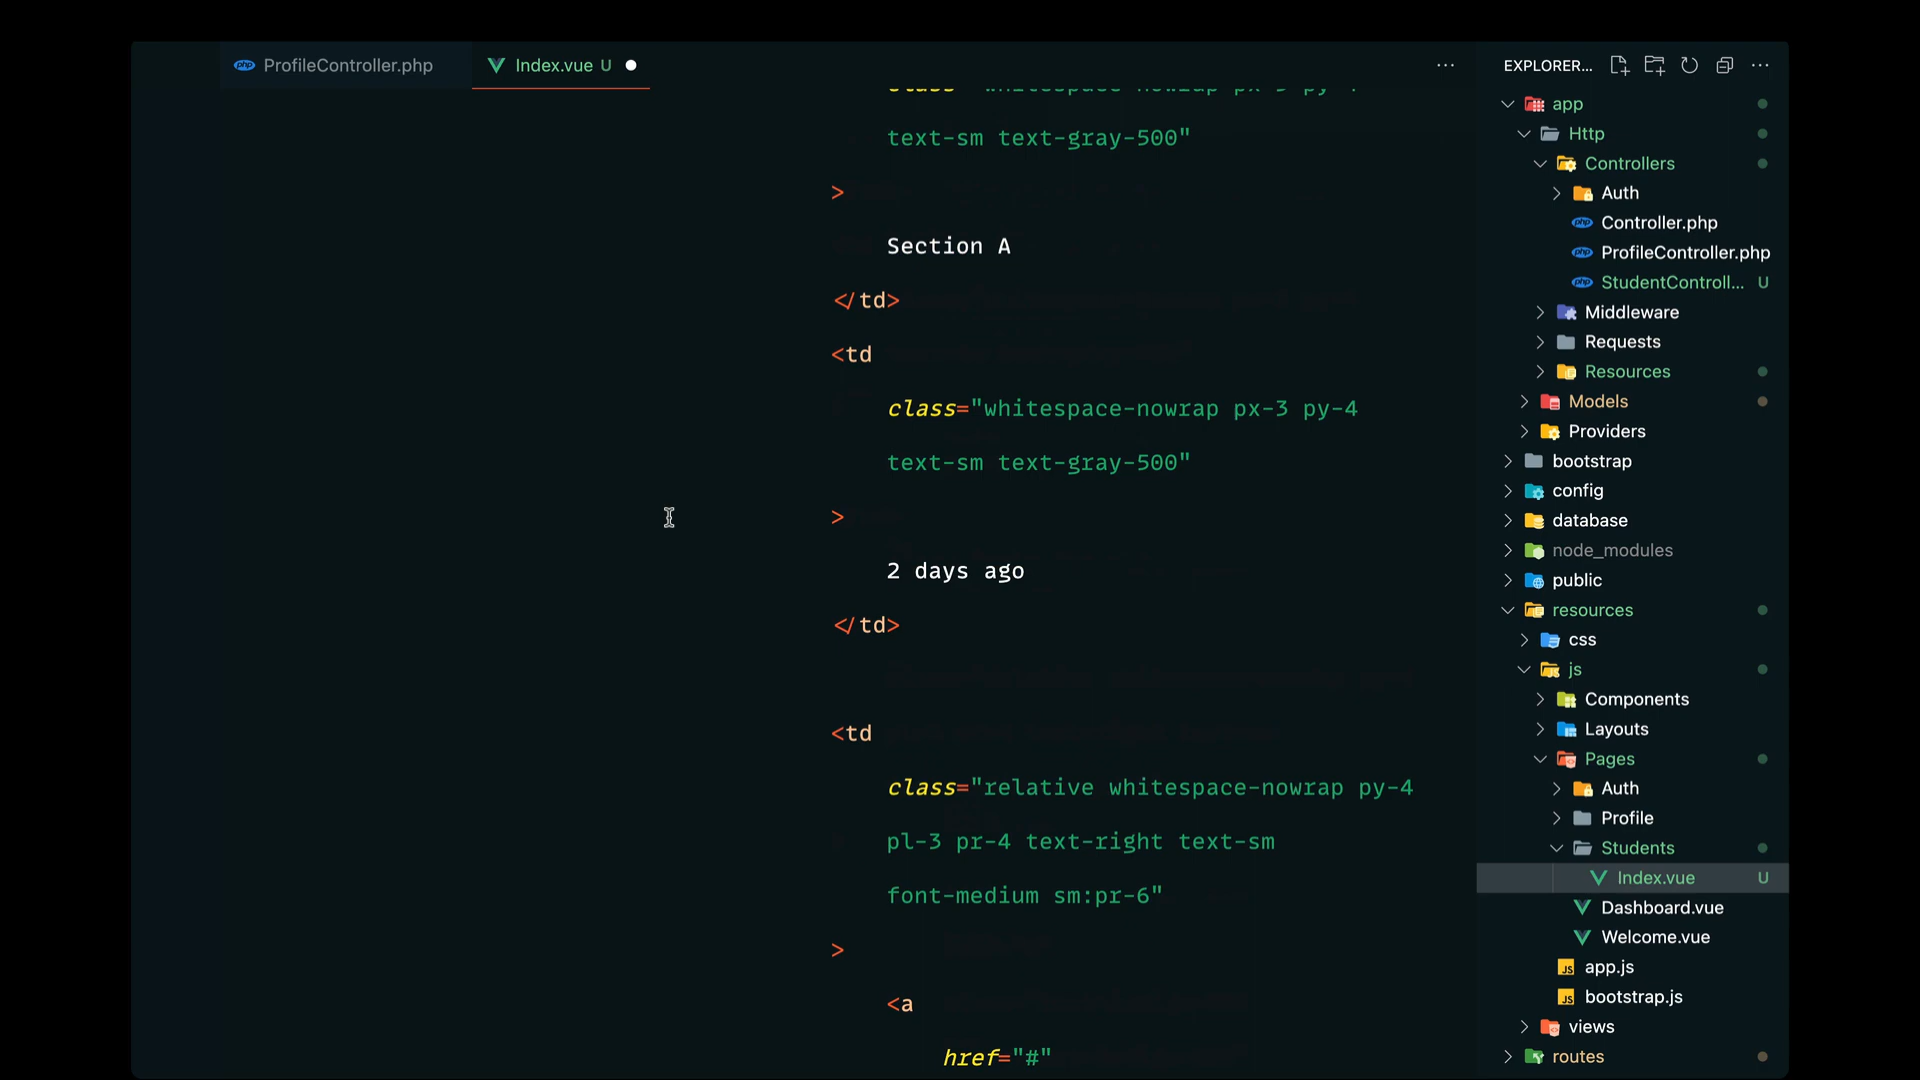 ProfileController.php
Index.vue U
text-sm text-gray-500"
>
Section A
</td>
<td
class="whitespace-nowrap px-3 py-4
text-sm text-gray-500"
>
2 days ago
</td>
<td
class="relative whitespace-nowrap py-4
pl-3 pr-4 text-right text-sm
font-medium sm:pr-6"
>
<a
href="#"
EXPLORER...
app
Http
Controllers
Auth
Controller.php
ProfileController.php
StudentControll... U
Middleware
Requests
Resources
Models
Providers
bootstrap
config
database
node_modules
public
resources
css
js
Components
Layouts
Pages
Auth
Profile
Students
Index.vue U
Dashboard.vue
Welcome.vue
app.js
bootstrap.js
views
routes